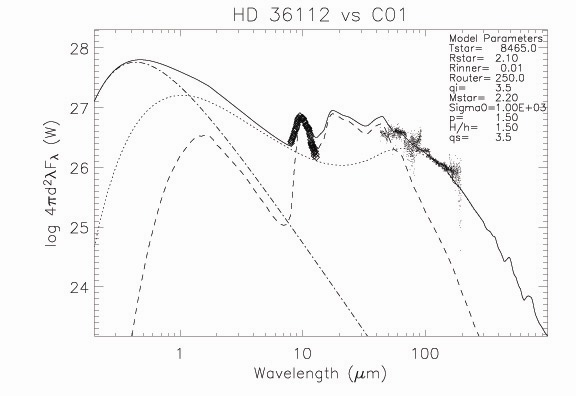 HD 36112 vs C01
Model Parameters
Tstar= 8465.0
Rstar= 2.10
Rinner= 0.01
Router= 250.0
qi= 3.5
Mstar= 2.20
Sigma0=1.00E+03
p= 1.50
H/h= 1.50
qs= 3.5
28
27
26
25
24
log 4πd²λFλ (W)
1 10 100
Wavelength (μm)